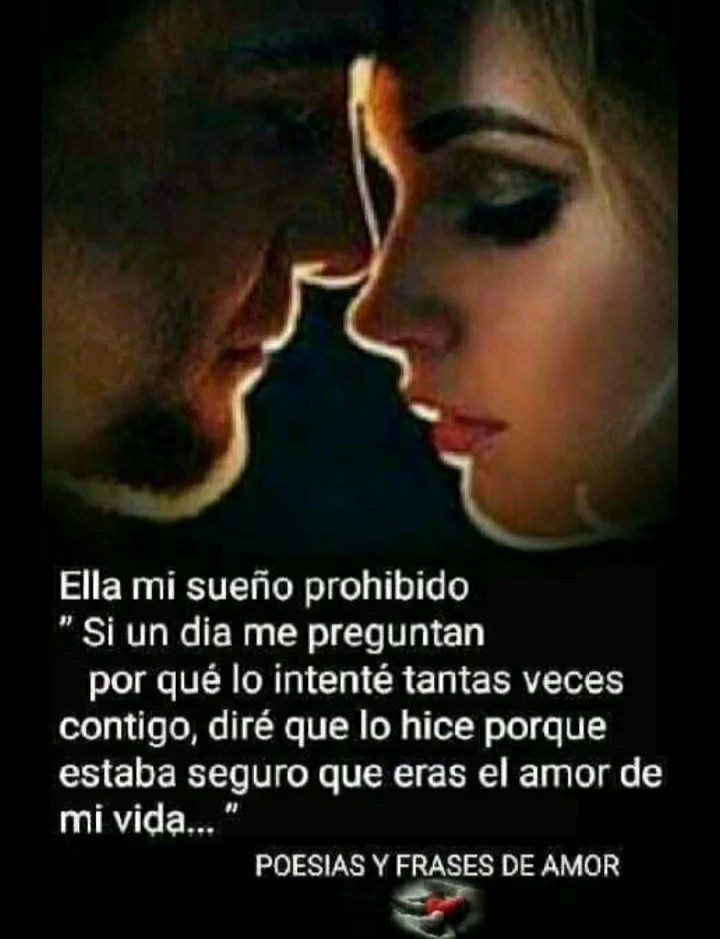 Ella mi sueño prohibido
" Si un dia me preguntan
por qué lo intenté tantas veces
contigo, diré que lo hice porque
estaba seguro que eras el amor de
mi vida... "
POESIAS Y FRASES DE AMOR